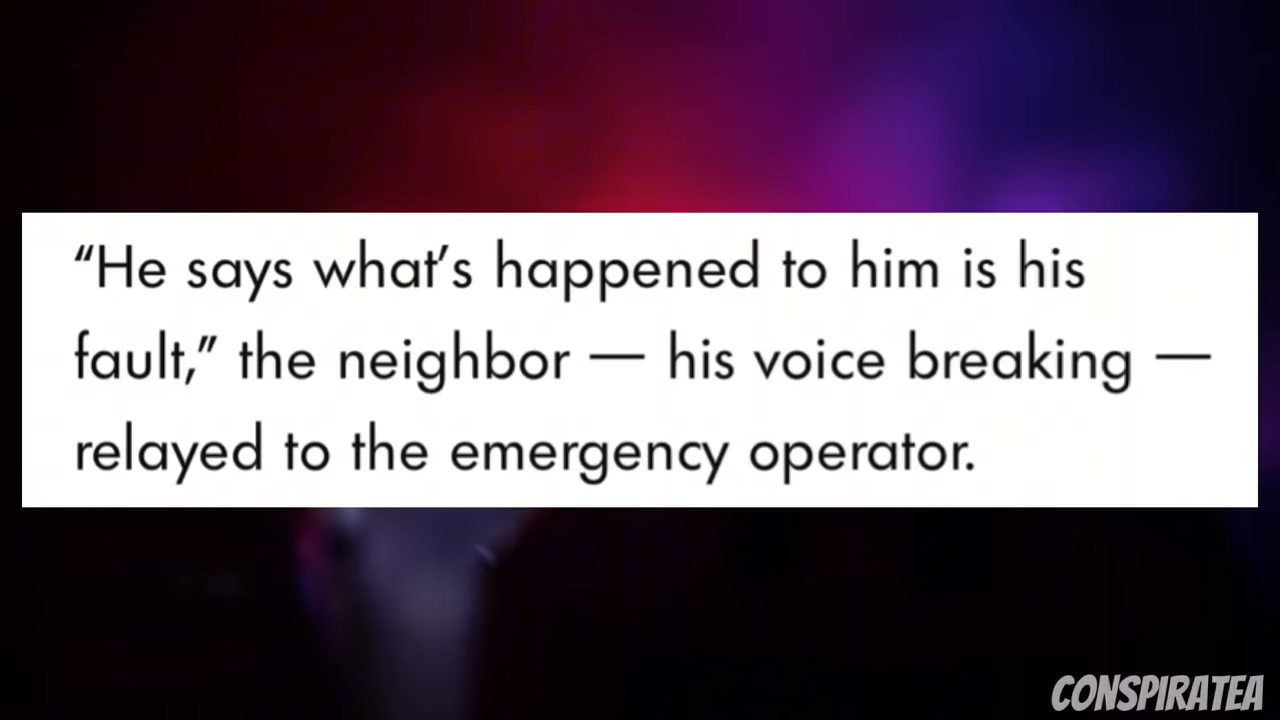 “He says what’s happened to him is his
fault,” the neighbor — his voice breaking —
relayed to the emergency operator.
CONSPIRATEA